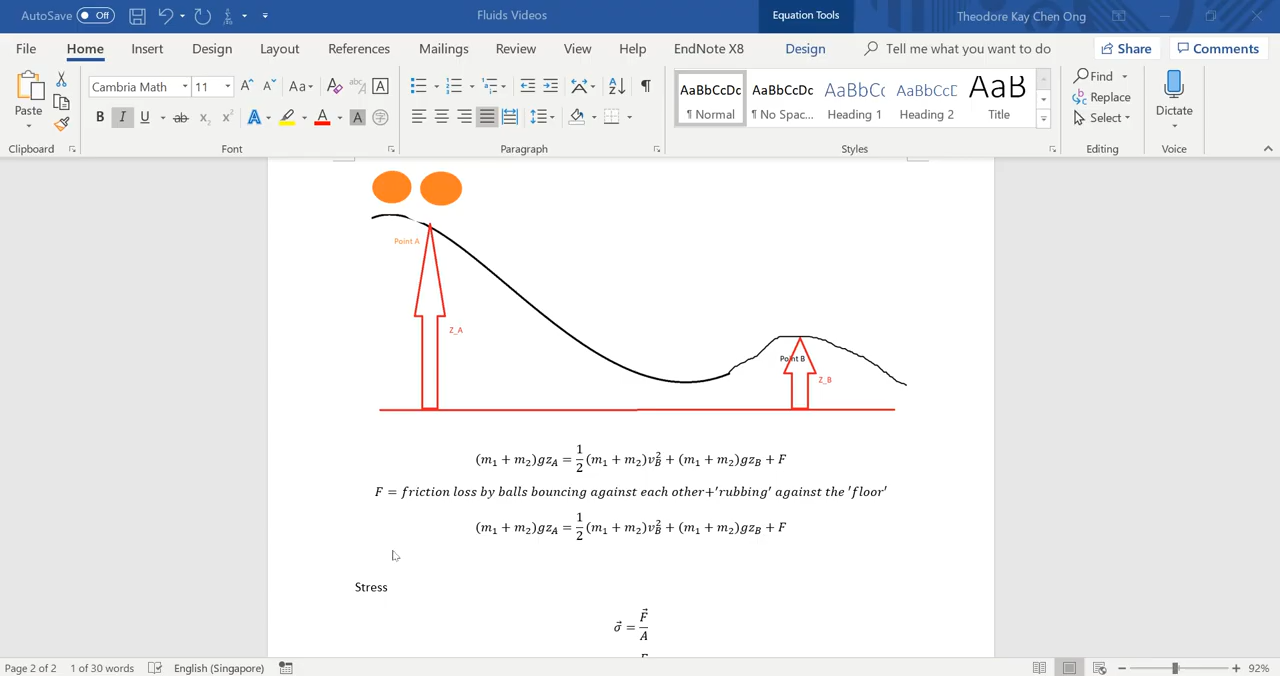 AutoSave Off Fluids Videos Equation Tools Theodore Kay Chen Ong
File Home Insert Design Layout References Mailings Review View Help EndNote X8 Design Tell me what you want to do Share Comments
Paste Cambria Math 11 AaBbCcDc ¶ Normal AaBbCcDc ¶ No Spac... AaBbCc Heading 1 AaBbCcD Heading 2 AaB Title Find Replace Select Dictate
Clipboard Font Paragraph Styles Editing Voice
Point A
Z_A
Point B
Z_B
(m₁ + m₂)gz_A = 1/2 (m₁ + m₂)v_B² + (m₁ + m₂)gz_B + F
F = friction loss by balls bouncing against each other+'rubbing' against the 'floor'
(m₁ + m₂)gz_A = 1/2 (m₁ + m₂)v_B² + (m₁ + m₂)gz_B + F
Stress
σ⃗ = F⃗/A
Page 2 of 2 1 of 30 words English (Singapore) 92%